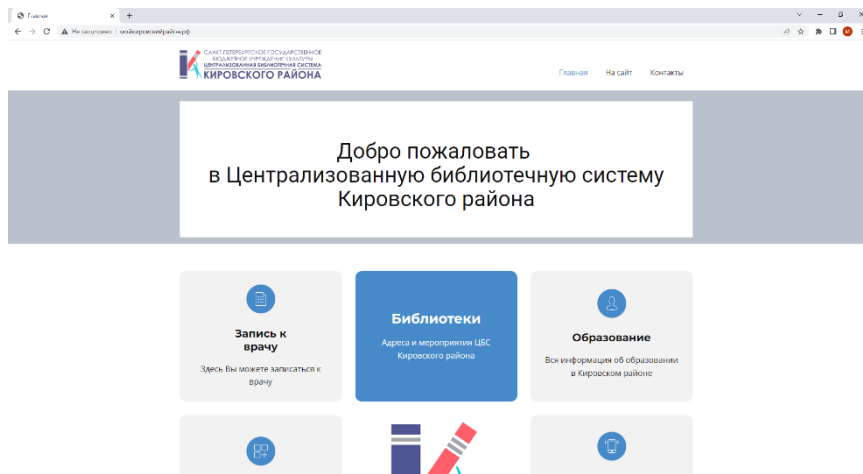 Главная
Не защищено
мойкировскийрайон.рф
САНКТ-ПЕТЕРБУРГСКОЕ ГОСУДАРСТВЕННОЕ
БЮДЖЕТНОЕ УЧРЕЖДЕНИЕ КУЛЬТУРЫ
ЦЕНТРАЛИЗОВАННАЯ БИБЛИОТЕЧНАЯ СИСТЕМА
КИРОВСКОГО РАЙОНА
Главная На сайт Контакты
Добро пожаловать
в Централизованную библиотечную систему
Кировского района
Запись к
врачу
Здесь Вы можете записаться к
врачу
Библиотеки
Адреса и мероприятия ЦБС
Кировского района
Образование
Вся информация об образовании
в Кировском районе